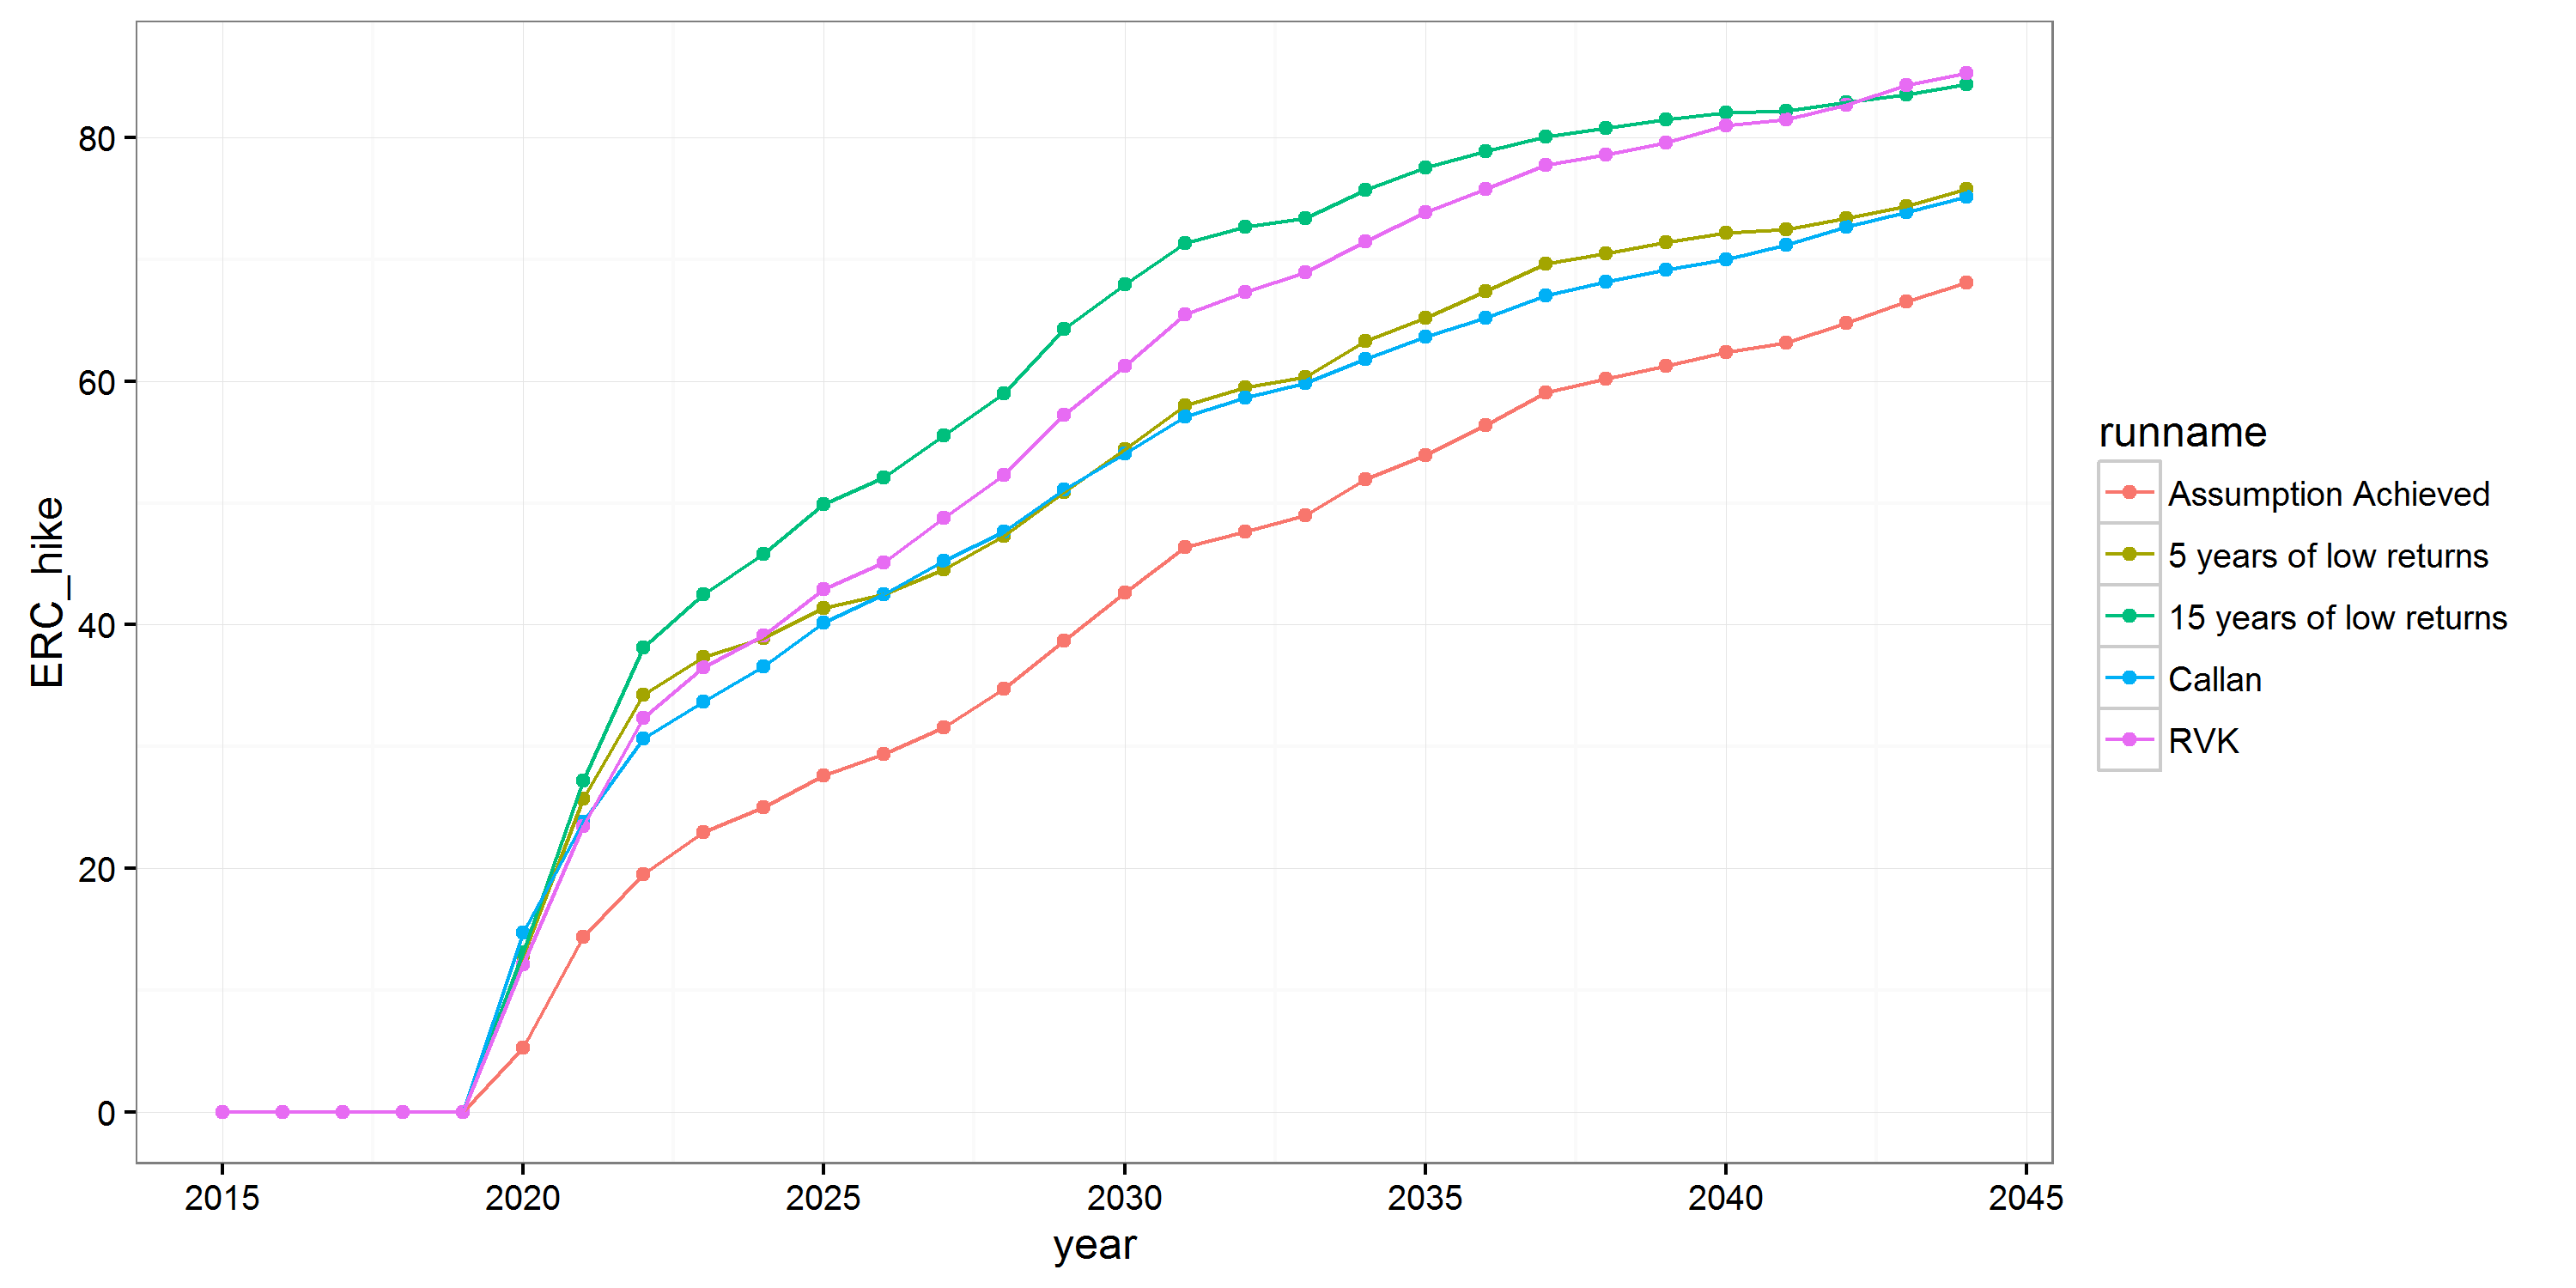 ERC_hike
80
60
40
20
0
2015 2020 2025 2030 2035 2040 2045
year
runname
Assumption Achieved
5 years of low returns
15 years of low returns
Callan
RVK